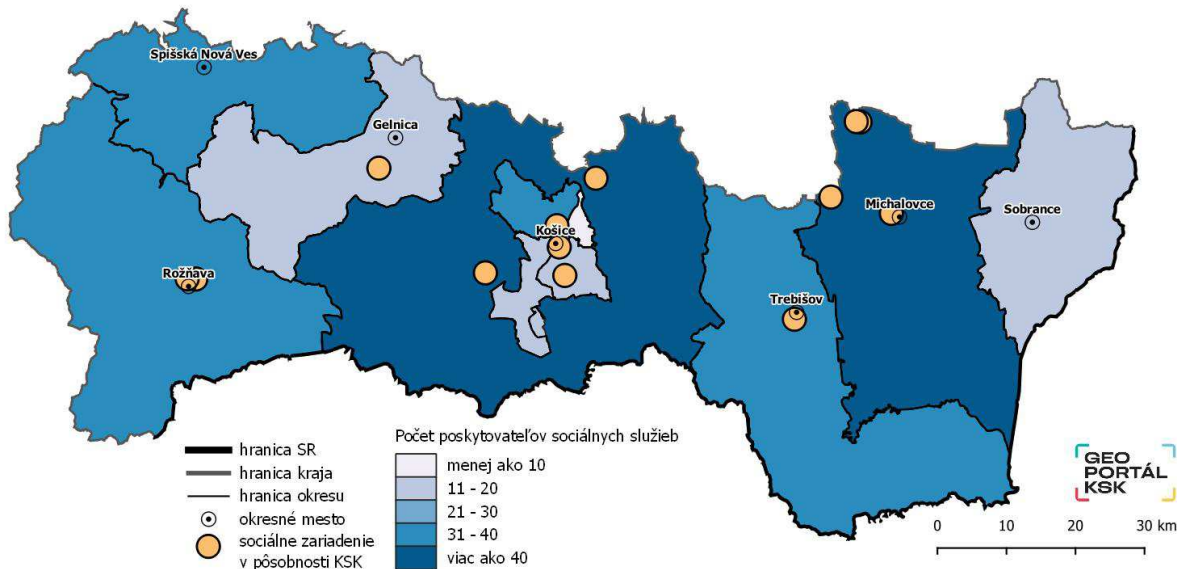 Spišská Nová Ves
Gelnica
Košice
Michalovce
Sobrance
Rožňava
Trebišov
hranica SR
hranica kraja
hranica okresu
okresné mesto
sociálne zariadenie
v pôsobnosti KSK
Počet poskytovateľov sociálnych služieb
menej ako 10
11 - 20
21 - 30
31 - 40
viac ako 40
GEO
PORTÁL
KSK
0 10 20 30 km